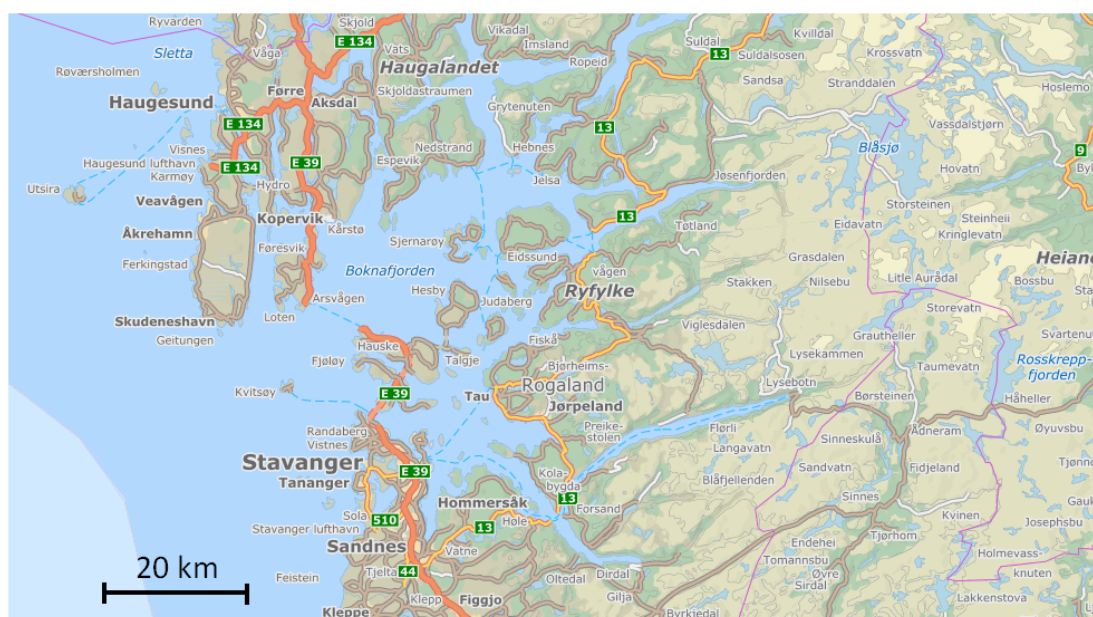 Ryvarden
Skjold
E 134
Vikadal
Imsland
Suldal
Kvilldal
Sletta
Våga
Vats
Ropeid
13
Suldalsosen
Krossvatn
Røværsholmen
Haugalandet
Sandsa
Stranddalen
Hoslemo
Førre
Skjoldastraumen
Haugesund
Aksdal
Grytenuten
E 134
13
Vassdalstjørn
Visnes
Nedstrand
Hebnes
Blåsjø
9
Haugesund lufthavn
E 134
E 39
Espevik
Karmøy
Hydro
Jelsa
Jøsenfjorden
Hovatn
Utsira
Veavågen
Storsteinen
Kopervik
13
Steinheii
Åkrehamn
Kårstø
Tøtland
Eidavatn
Kringlevatn
Føresvik
Sjernarøy
Eidssund
Grasdalen
Ferkingstad
Boknafjorden
vågen
Stakken
Nilsebu
Litle Aurådal
Bossbu
Arsvågen
Hesby
Judaberg
Ryfylke
Storevatn
Skudeneshavn
Loten
Viglesdalen
Geitungen
Hauske
Fiskå
Grautheller
Fjøløy
Talgje
Bjørheims-
Lysekammen
Taumevatn
Rosskrepp-
fjorden
Kvitsøy
E 39
Tau
Rogaland
Lysebotn
Jørpeland
Børsteinen
Håheller
Randaberg
Preike-
stolen
Flørli
Ådneram
Øyuvsbu
Vistnes
Langavatn
Sinneskulå
Stavanger
E 39
Kola-
bygda
Sandvatn
Fidjeland
Tananger
Blåfjellenden
Hommersåk
13
Sinnes
Sola
510
Høle
Forsand
Kvinen
Stavanger lufthavn
13
Josephsbu
Sandnes
Vatne
Endehei
Tjørhom
Tomannsbu
Holmevass-
knuten
20 km
Feistein
Tjelta
44
Oltedal
Dirdal
Øvre
Sirdal
Klepp
Figgjo
Gilja
Lakkenstova
Kleppe
Byrkjedal